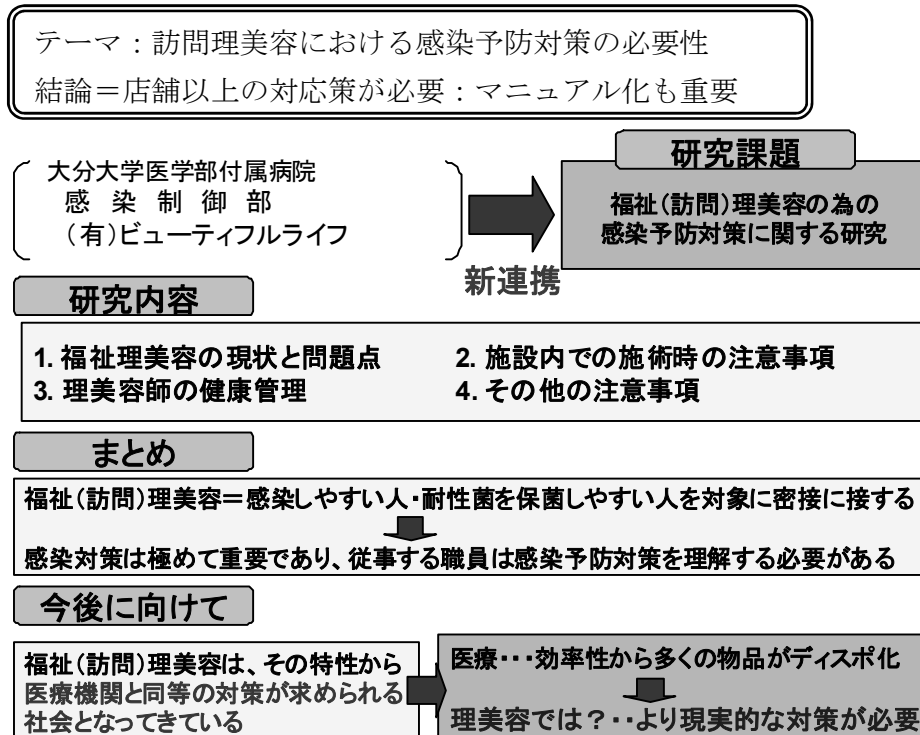 テーマ：訪問理美容における感染予防対策の必要性
結論＝店舗以上の対応策が必要：マニュアル化も重要
大分大学医学部付属病院
感 染 制 御 部
（有）ビューティフルライフ
新連携
研究課題
福祉（訪問）理美容の為の
感染予防対策に関する研究
研究内容
1. 福祉理美容の現状と問題点 2. 施設内での施術時の注意事項
3. 理美容師の健康管理 4. その他の注意事項
まとめ
福祉（訪問）理美容＝感染しやすい人・耐性菌を保菌しやすい人を対象に密接に接する
感染対策は極めて重要であり、従事する職員は感染予防対策を理解する必要がある
今後に向けて
福祉（訪問）理美容は、その特性から
医療機関と同等の対策が求められる
社会となってきている
医療・・・効率性から多くの物品がディスポ化
理美容では？・・より現実的な対策が必要